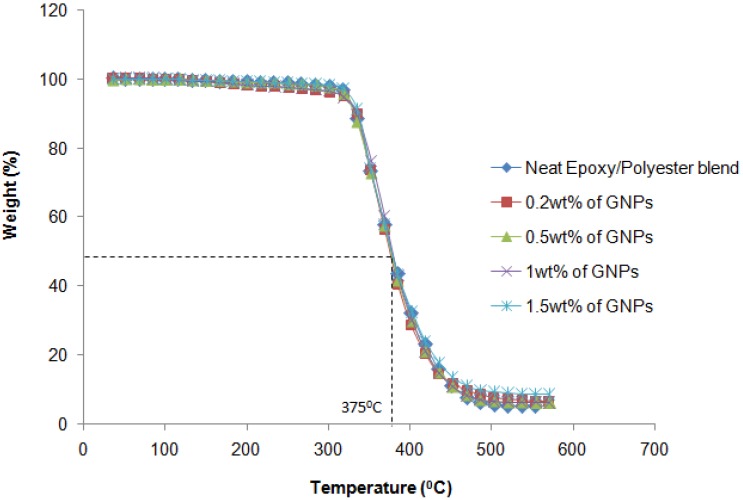 120
100
80
60
40
20
0
Weight (%)
0 100 200 300 400 500 600 700
Temperature (⁰C)
375⁰C
Neat Epoxy/Polyester blend
0.2wt% of GNPs
0.5wt% of GNPs
1wt% of GNPs
1.5wt% of GNPs